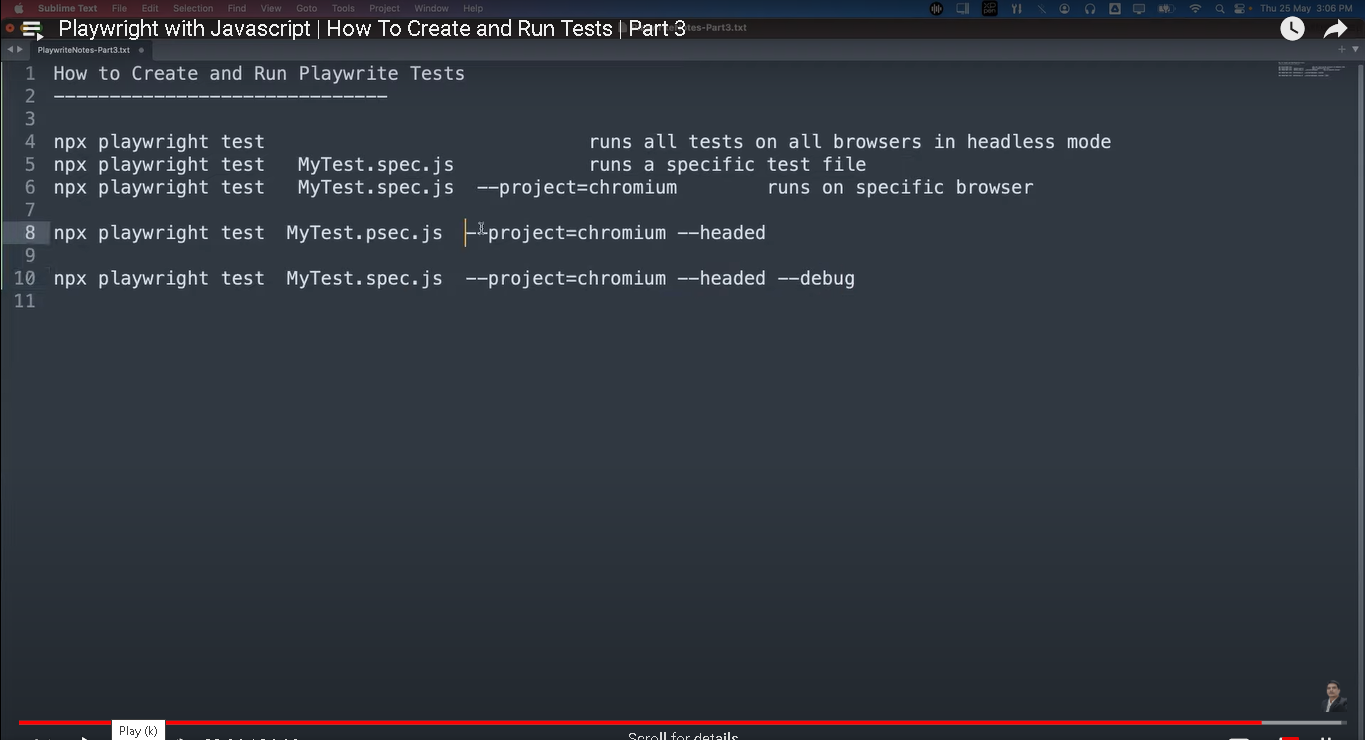 Sublime Text File Edit Selection Find View Goto Tools Project Window Help Thu 25 May 3:06 PM
Playwright with Javascript | How To Create and Run Tests | Part 3
PlaywriteNotes-Part3.txt
1 How to Create and Run Playwrite Tests
2 ------------------------------
3
4 npx playwright test runs all tests on all browsers in headless mode
5 npx playwright test MyTest.spec.js runs a specific test file
6 npx playwright test MyTest.spec.js --project=chromium runs on specific browser
7
8 npx playwright test MyTest.psec.js --project=chromium --headed
9
10 npx playwright test MyTest.spec.js --project=chromium --headed --debug
11
Play (k)
Scroll for details